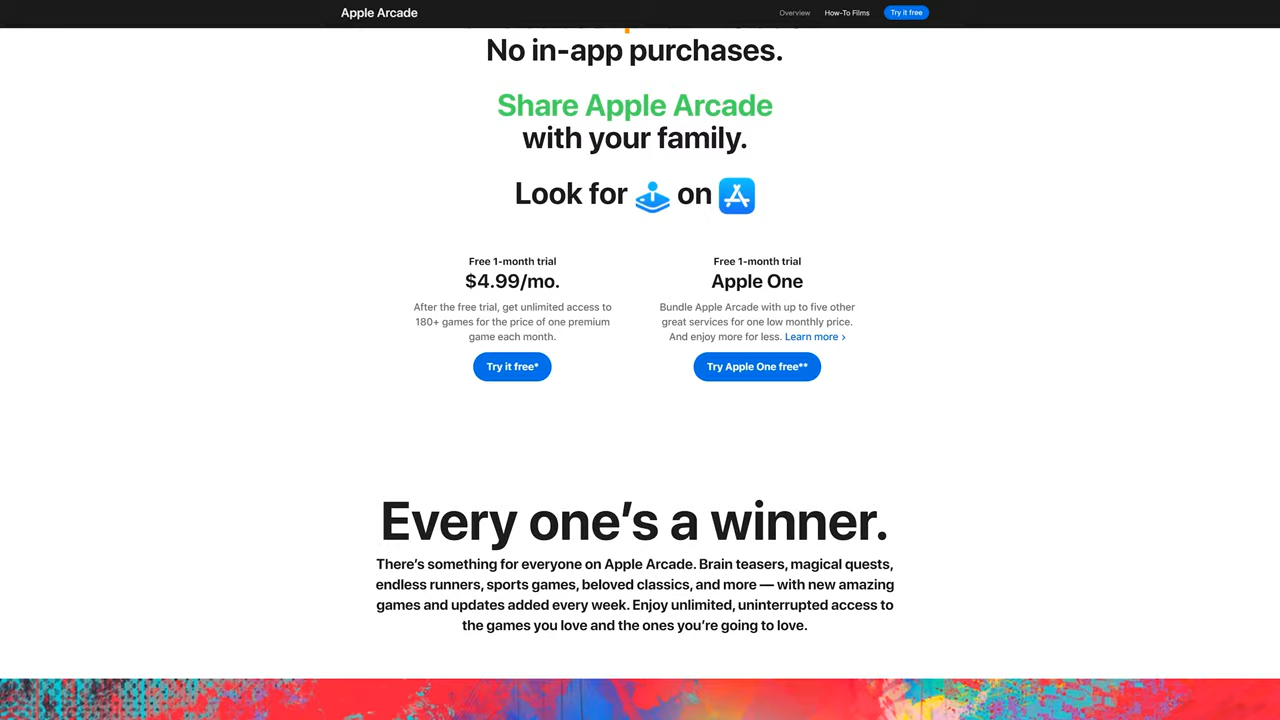 Apple Arcade
Overview
How-To Films
Try it free
No in-app purchases.
Share Apple Arcade
with your family.
Look for on
Free 1-month trial
$4.99/mo.
After the free trial, get unlimited access to
180+ games for the price of one premium
game each month.
Try it free*
Free 1-month trial
Apple One
Bundle Apple Arcade with up to five other
great services for one low monthly price.
And enjoy more for less. Learn more ›
Try Apple One free**
Every one’s a winner.
There’s something for everyone on Apple Arcade. Brain teasers, magical quests,
endless runners, sports games, beloved classics, and more — with new amazing
games and updates added every week. Enjoy unlimited, uninterrupted access to
the games you love and the ones you’re going to love.